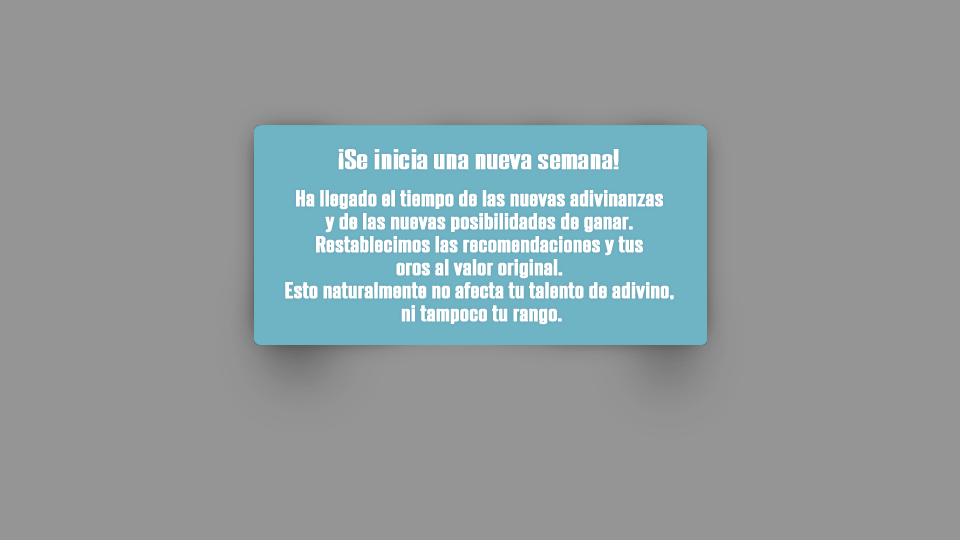 ¡Se inicia una nueva semana!
Ha llegado el tiempo de las nuevas adivinanzas
y de las nuevas posibilidades de ganar.
Restablecimos las recomendaciones y tus
oros al valor original.
Esto naturalmente no afecta tu talento de adivino,
ni tampoco tu rango.